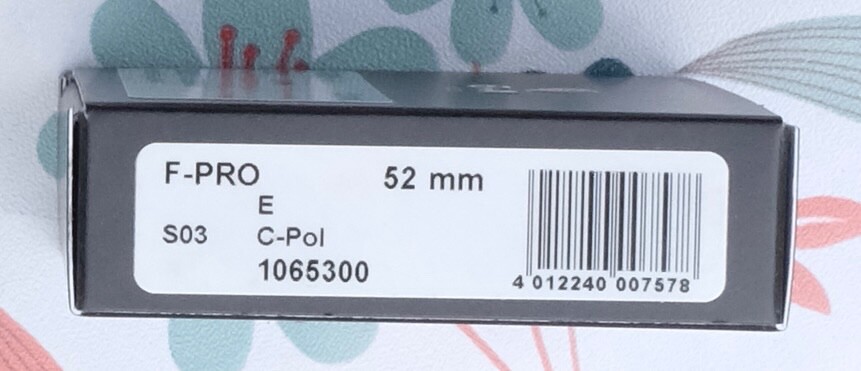 F-PRO 52 mm
E
S03 C-Pol
1065300
4 012240 007578